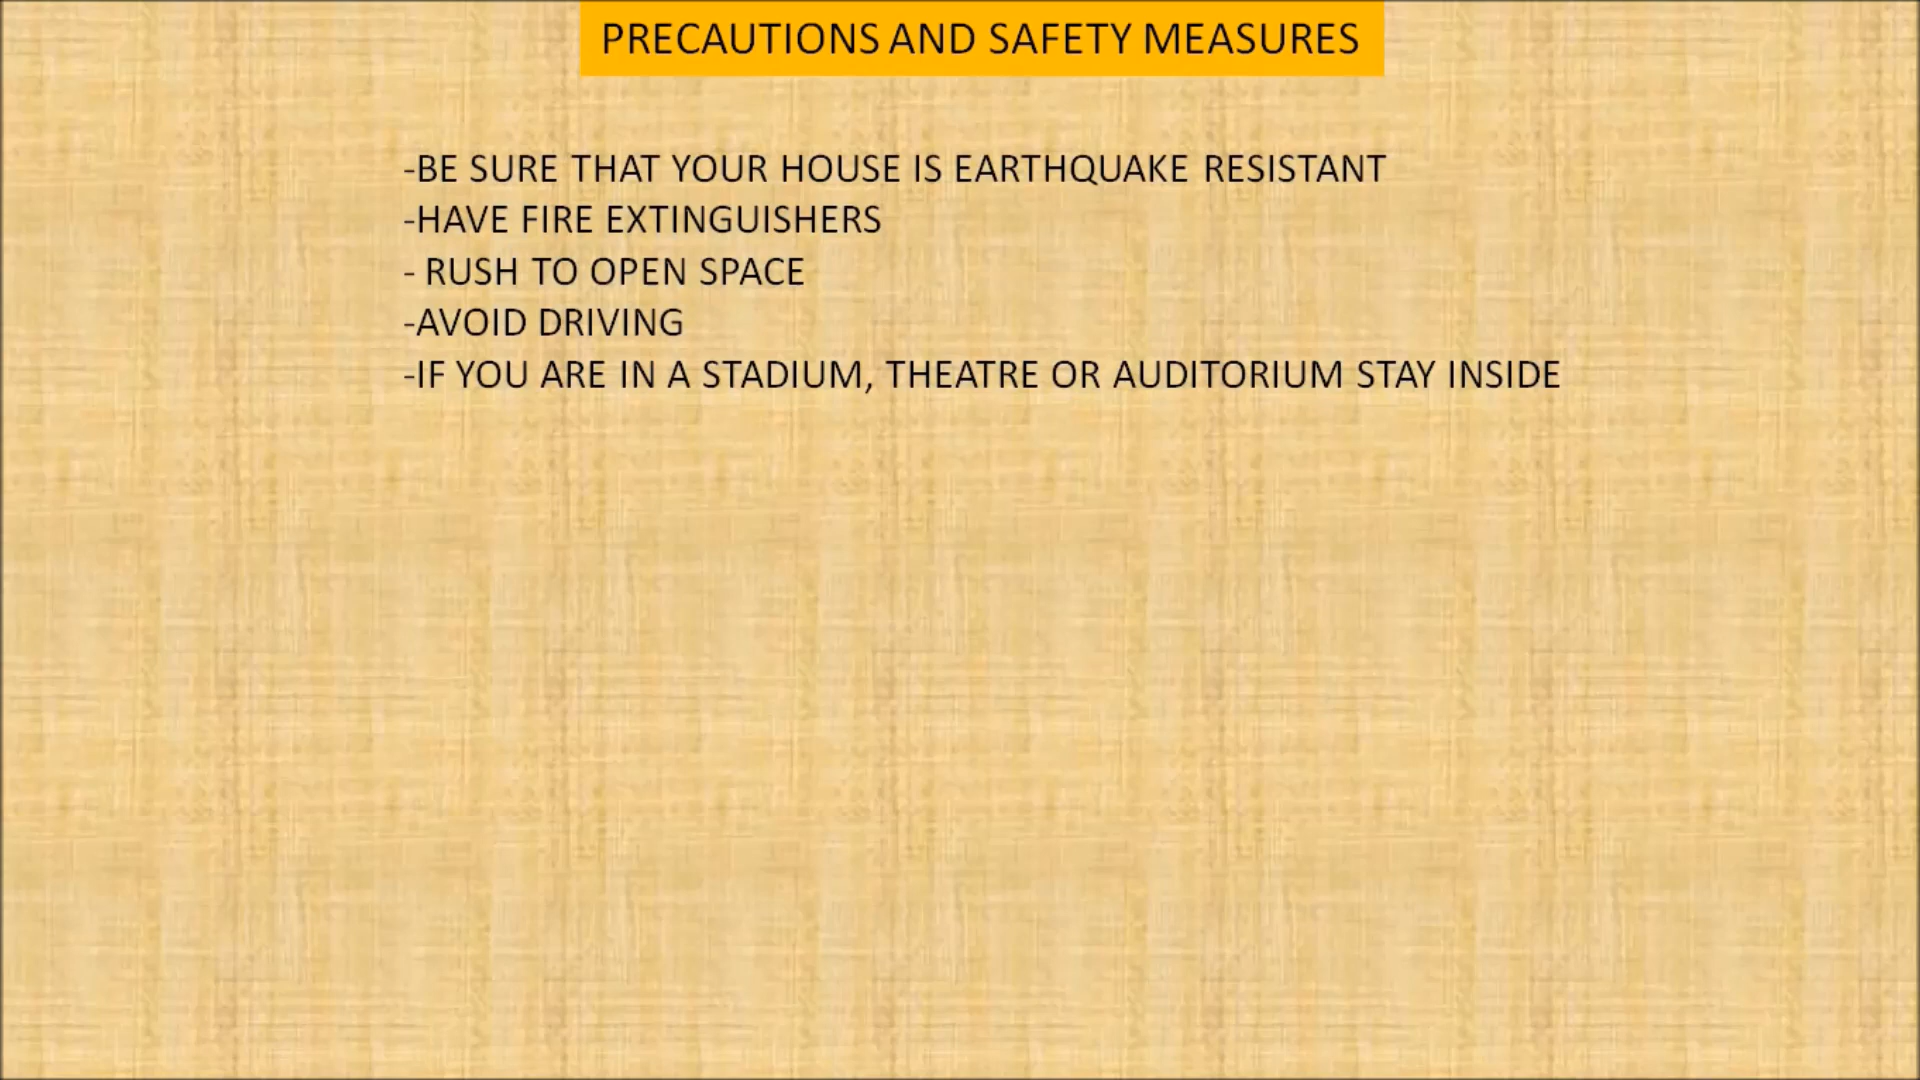 PRECAUTIONS AND SAFETY MEASURES
-BE SURE THAT YOUR HOUSE IS EARTHQUAKE RESISTANT
-HAVE FIRE EXTINGUISHERS
- RUSH TO OPEN SPACE
-AVOID DRIVING
-IF YOU ARE IN A STADIUM, THEATRE OR AUDITORIUM STAY INSIDE